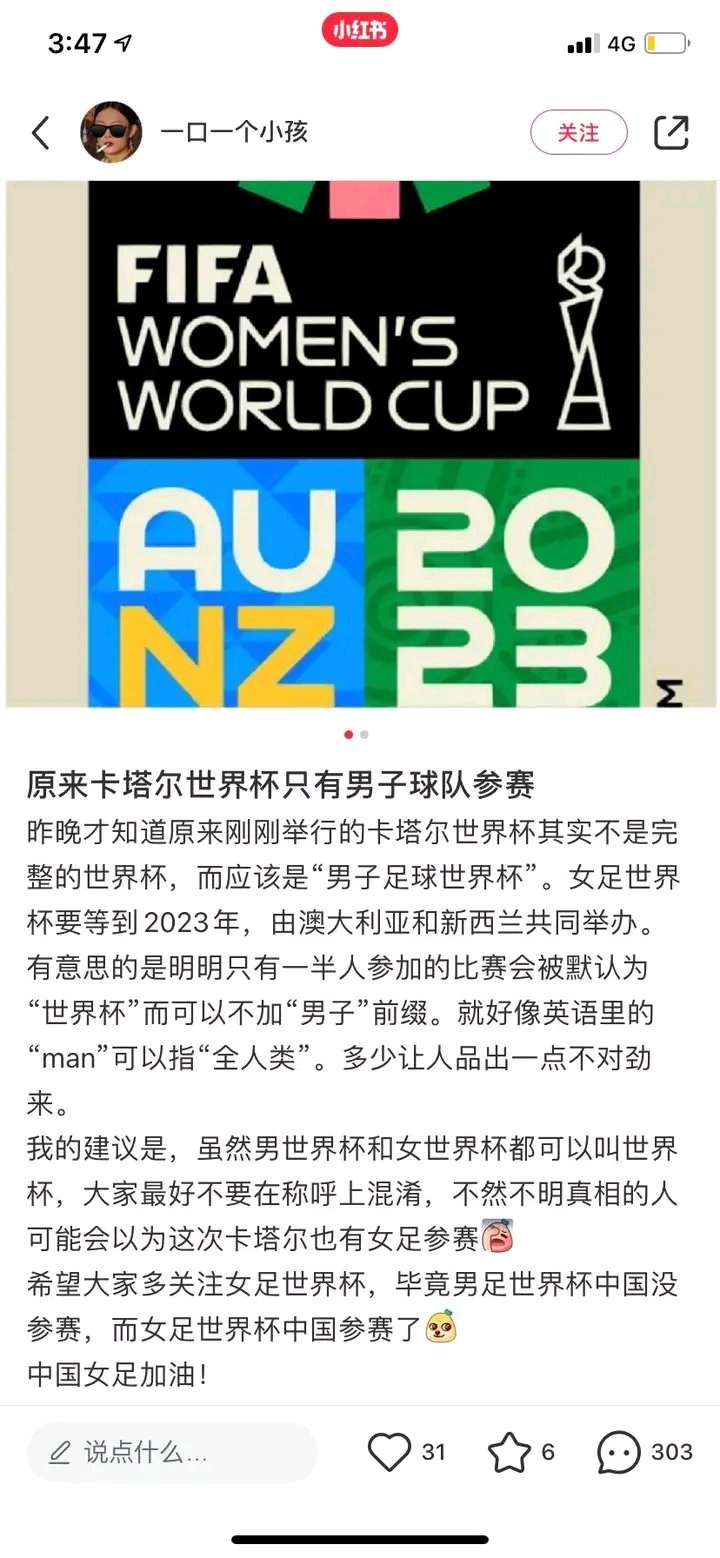 3:47
小红书
4G
一口一个小孩
关注
FIFA
WOMEN'S
WORLD CUP
AU 20
NZ 23
原来卡塔尔世界杯只有男子球队参赛
昨晚才知道原来刚刚举行的卡塔尔世界杯其实不是完
整的世界杯，而应该是“男子足球世界杯”。女足世界
杯要等到2023年，由澳大利亚和新西兰共同举办。
有意思的是明明只有一半人参加的比赛会被默认为
“世界杯”而可以不加“男子”前缀。就好像英语里的
“man”可以指“全人类”。多少让人品出一点不对劲
来。
我的建议是，虽然男世界杯和女世界杯都可以叫世界
杯，大家最好不要在称呼上混淆，不然不明真相的人
可能会以为这次卡塔尔也有女足参赛
希望大家多关注女足世界杯，毕竟男足世界杯中国没
参赛，而女足世界杯中国参赛了
中国女足加油！
说点什么...
31
6
303